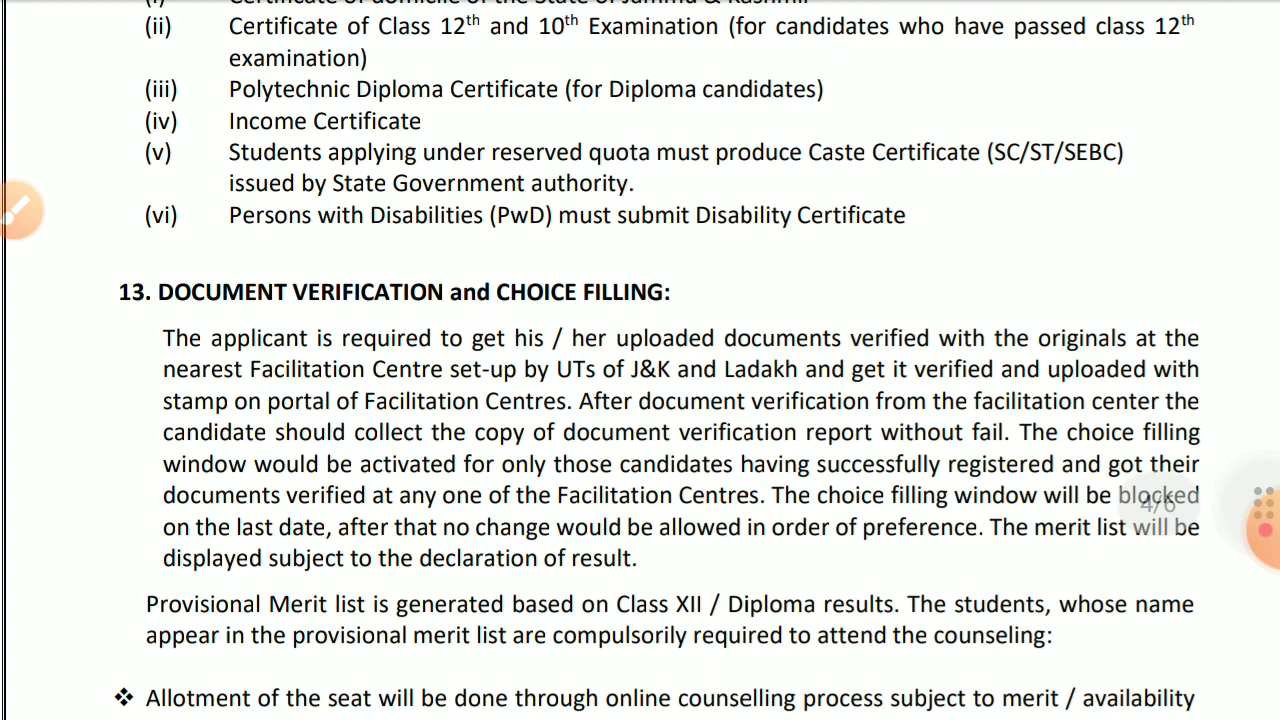 (i) Certificate of domicile of the State of Jammu & Kashmir
(ii) Certificate of Class 12th and 10th Examination (for candidates who have passed class 12th
examination)
(iii) Polytechnic Diploma Certificate (for Diploma candidates)
(iv) Income Certificate
(v) Students applying under reserved quota must produce Caste Certificate (SC/ST/SEBC)
issued by State Government authority.
(vi) Persons with Disabilities (PwD) must submit Disability Certificate
13. DOCUMENT VERIFICATION and CHOICE FILLING:
The applicant is required to get his / her uploaded documents verified with the originals at the
nearest Facilitation Centre set-up by UTs of J&K and Ladakh and get it verified and uploaded with
stamp on portal of Facilitation Centres. After document verification from the facilitation center the
candidate should collect the copy of document verification report without fail. The choice filling
window would be activated for only those candidates having successfully registered and got their
documents verified at any one of the Facilitation Centres. The choice filling window will be blocked
4/6
on the last date, after that no change would be allowed in order of preference. The merit list will be
displayed subject to the declaration of result.
Provisional Merit list is generated based on Class XII / Diploma results. The students, whose name
appear in the provisional merit list are compulsorily required to attend the counseling:
❖ Allotment of the seat will be done through online counselling process subject to merit / availability